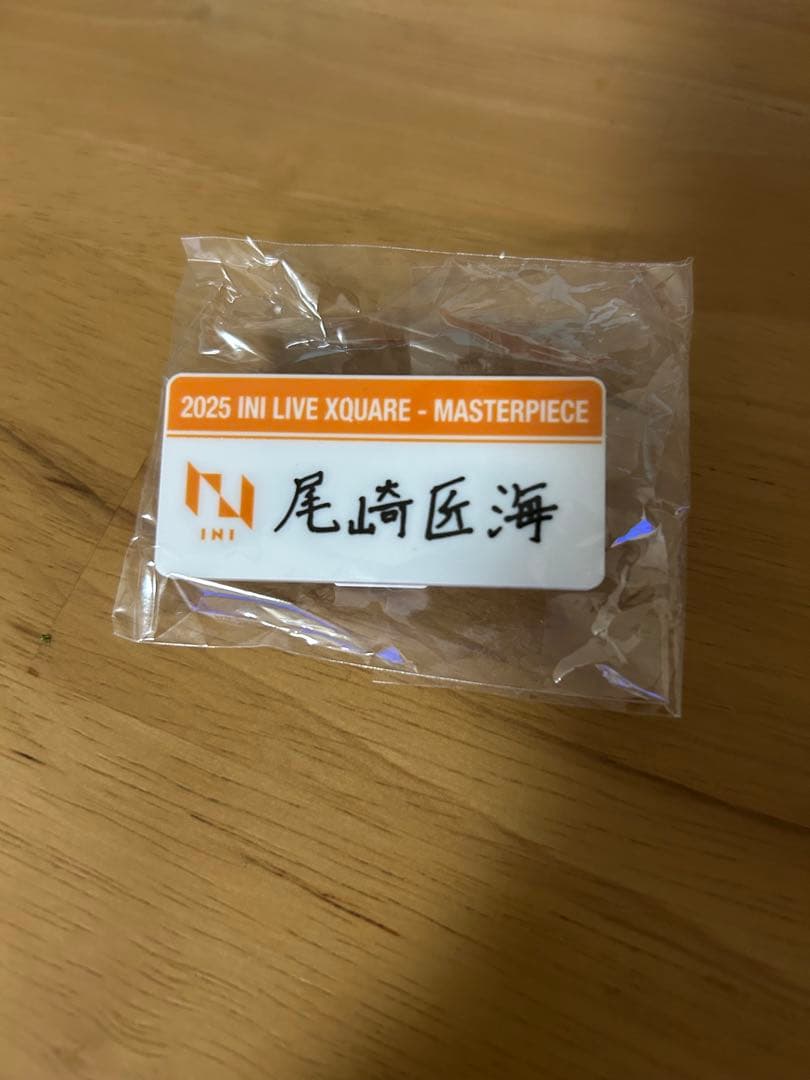 2025 INI LIVE XQUARE - MASTERPIECE
INI
尾崎匠海